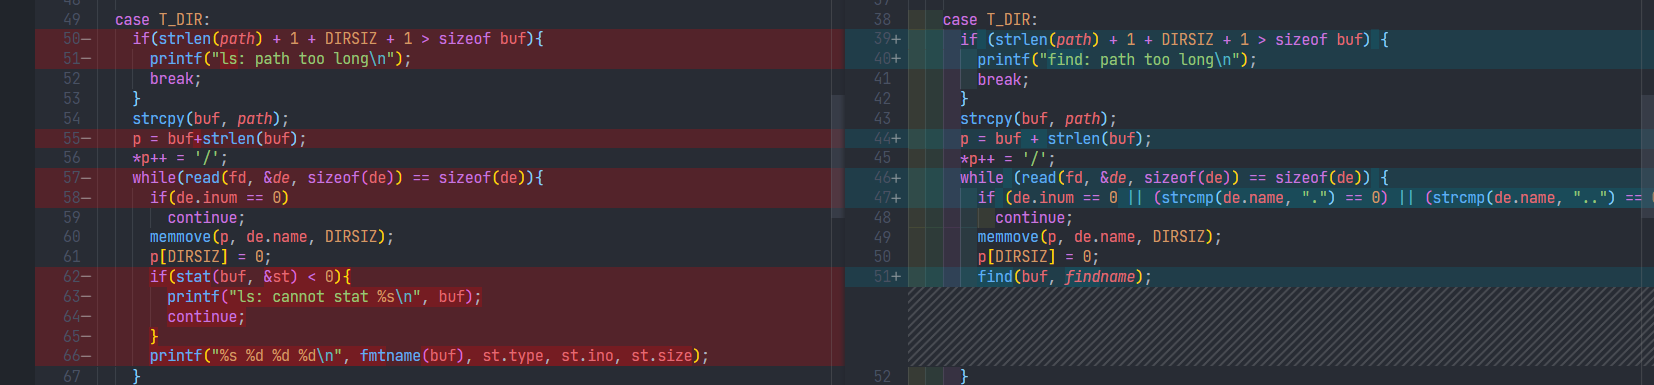 49 case T_DIR:
50— if(strlen(path) + 1 + DIRSIZ + 1 > sizeof buf){
51— printf("ls: path too long\n");
52 break;
53 }
54 strcpy(buf, path);
55— p = buf+strlen(buf);
56 *p++ = '/';
57— while(read(fd, &de, sizeof(de)) == sizeof(de)){
58— if(de.inum == 0)
59 continue;
60 memmove(p, de.name, DIRSIZ);
61 p[DIRSIZ] = 0;
62— if(stat(buf, &st) < 0){
63— printf("ls: cannot stat %s\n", buf);
64— continue;
65— }
66— printf("%s %d %d %d\n", fmtname(buf), st.type, st.ino, st.size);
67 }
38 case T_DIR:
39+ if (strlen(path) + 1 + DIRSIZ + 1 > sizeof buf) {
40+ printf("find: path too long\n");
41 break;
42 }
43 strcpy(buf, path);
44+ p = buf + strlen(buf);
45 *p++ = '/';
46+ while (read(fd, &de, sizeof(de)) == sizeof(de)) {
47+ if (de.inum == 0 || (strcmp(de.name, ".") == 0) || (strcmp(de.name, "..") ==
48 continue;
49 memmove(p, de.name, DIRSIZ);
50 p[DIRSIZ] = 0;
51+ find(buf, findname);
52 }